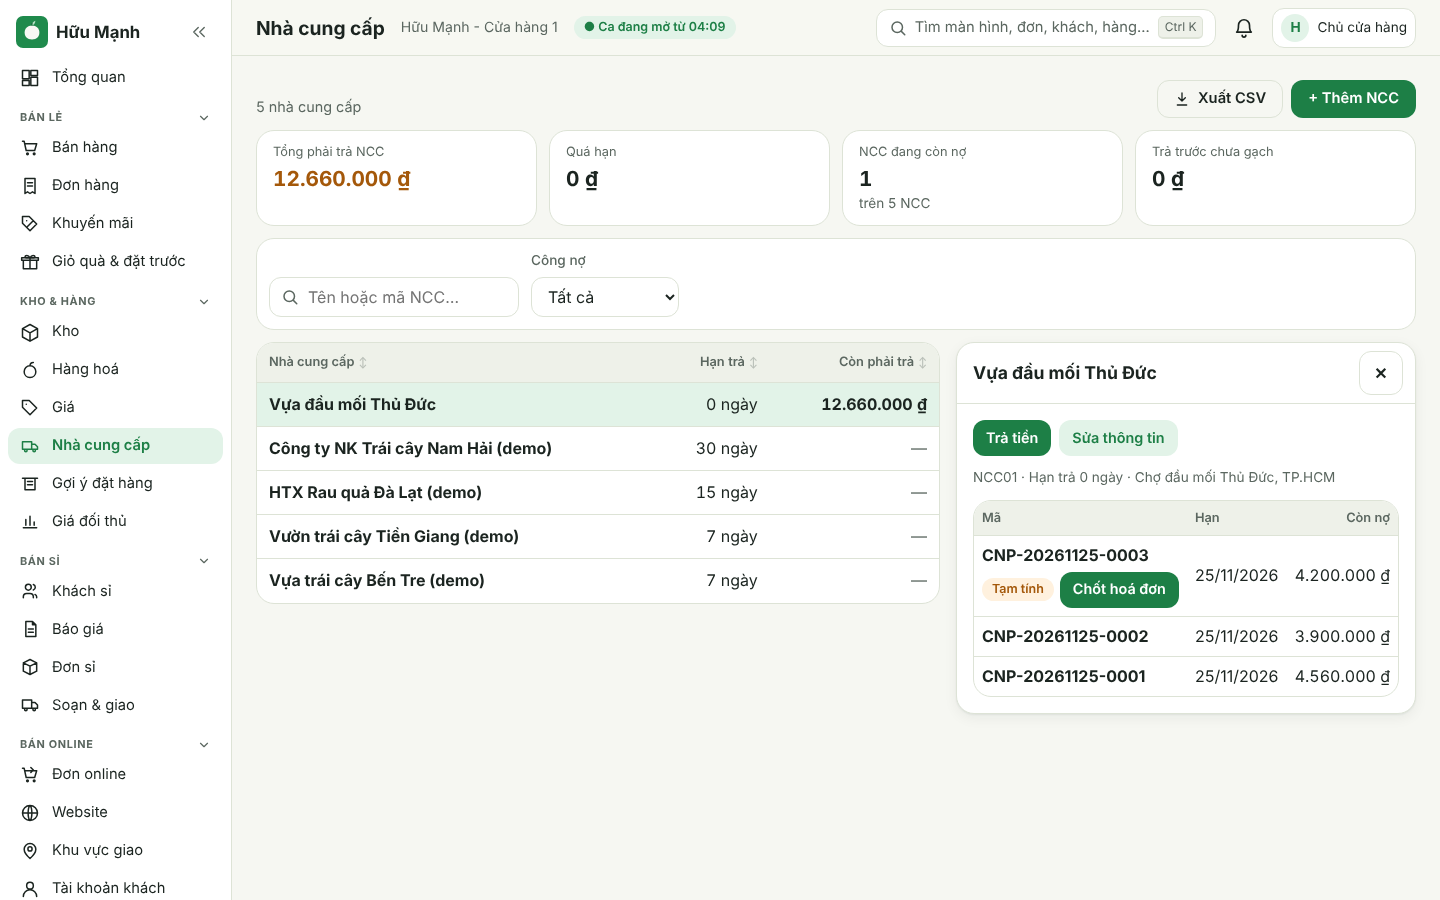 Hữu Mạnh
Tổng quan
BÁN LẺ
Bán hàng
Đơn hàng
Khuyến mãi
Giỏ quà & đặt trước
KHO & HÀNG
Kho
Hàng hoá
Giá
Nhà cung cấp
Gợi ý đặt hàng
Giá đối thủ
BÁN SỈ
Khách sỉ
Báo giá
Đơn sỉ
Soạn & giao
BÁN ONLINE
Đơn online
Website
Khu vực giao
Tài khoản khách
Nhà cung cấp
Hữu Mạnh - Cửa hàng 1
Ca đang mở từ 04:09
Tìm màn hình, đơn, khách, hàng... Ctrl K
H Chủ cửa hàng
5 nhà cung cấp
Xuất CSV
+ Thêm NCC
Tổng phải trả NCC
12.660.000 ₫
Quá hạn
0 ₫
NCC đang còn nợ
1
trên 5 NCC
Trả trước chưa gạch
0 ₫
Công nợ
Tên hoặc mã NCC...
Tất cả
Nhà cung cấp Hạn trả Còn phải trả
Vựa đầu mối Thủ Đức 0 ngày 12.660.000 ₫
Công ty NK Trái cây Nam Hải (demo) 30 ngày —
HTX Rau quả Đà Lạt (demo) 15 ngày —
Vườn trái cây Tiền Giang (demo) 7 ngày —
Vựa trái cây Bến Tre (demo) 7 ngày —
Vựa đầu mối Thủ Đức
Trả tiền
Sửa thông tin
NCC01 · Hạn trả 0 ngày · Chợ đầu mối Thủ Đức, TP.HCM
Mã Hạn Còn nợ
CNP-20261125-0003
Tạm tính Chốt hoá đơn 25/11/2026 4.200.000 ₫
CNP-20261125-0002 25/11/2026 3.900.000 ₫
CNP-20261125-0001 25/11/2026 4.560.000 ₫